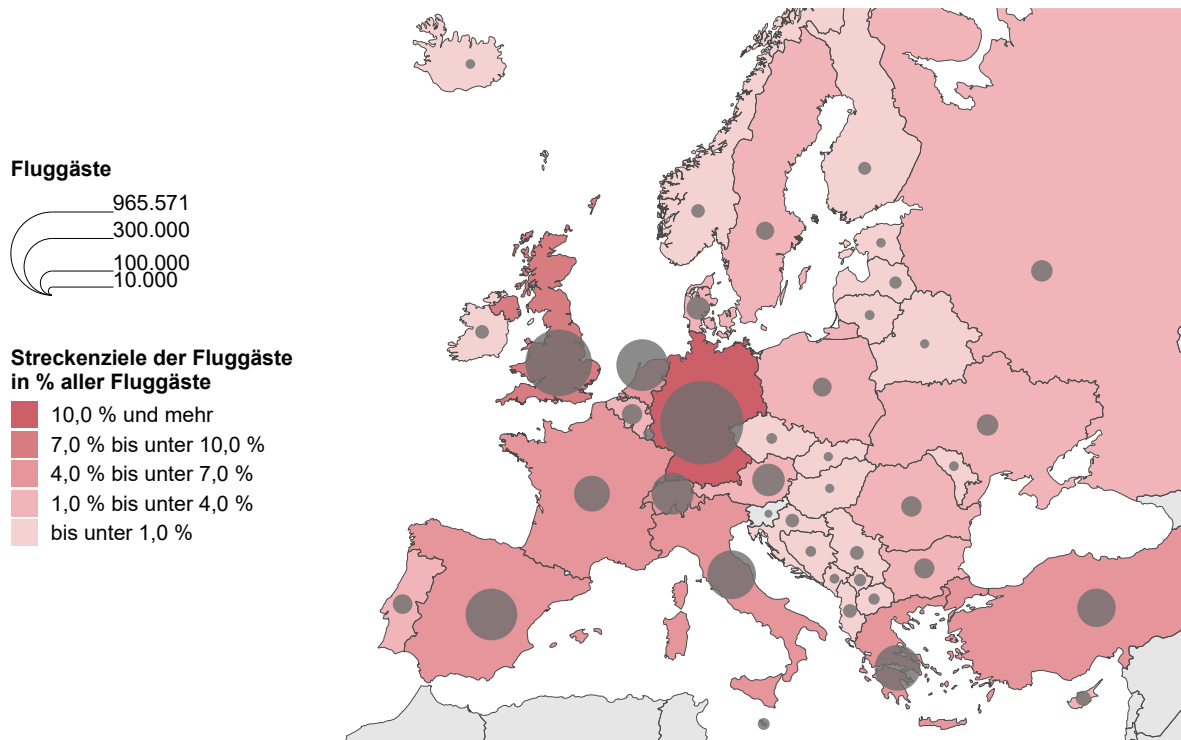 Fluggäste
965.571
300.000
100.000
10.000
Streckenziele der Fluggäste
in % aller Fluggäste
10,0 % und mehr
7,0 % bis unter 10,0 %
4,0 % bis unter 7,0 %
1,0 % bis unter 4,0 %
bis unter 1,0 %